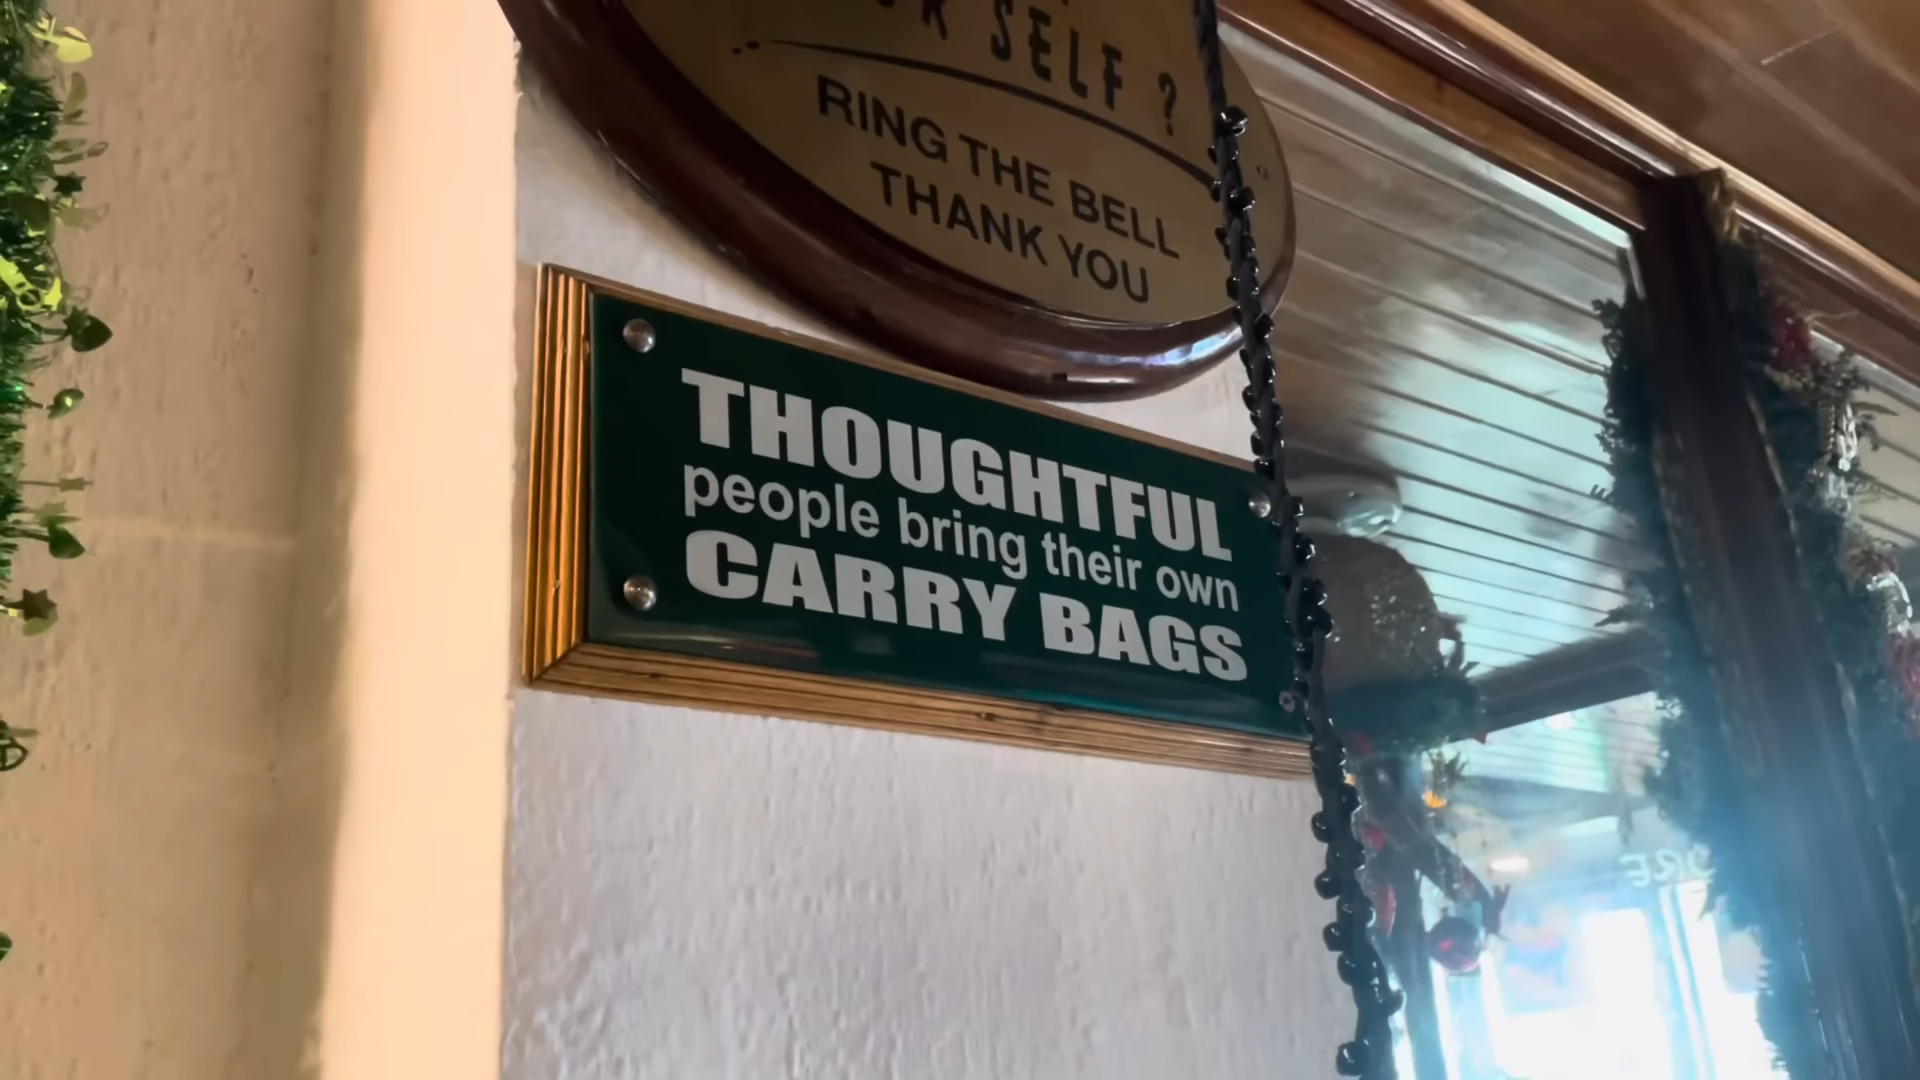 SELF ?
RING THE BELL
THANK YOU
THOUGHTFUL
people bring their own
CARRY BAGS